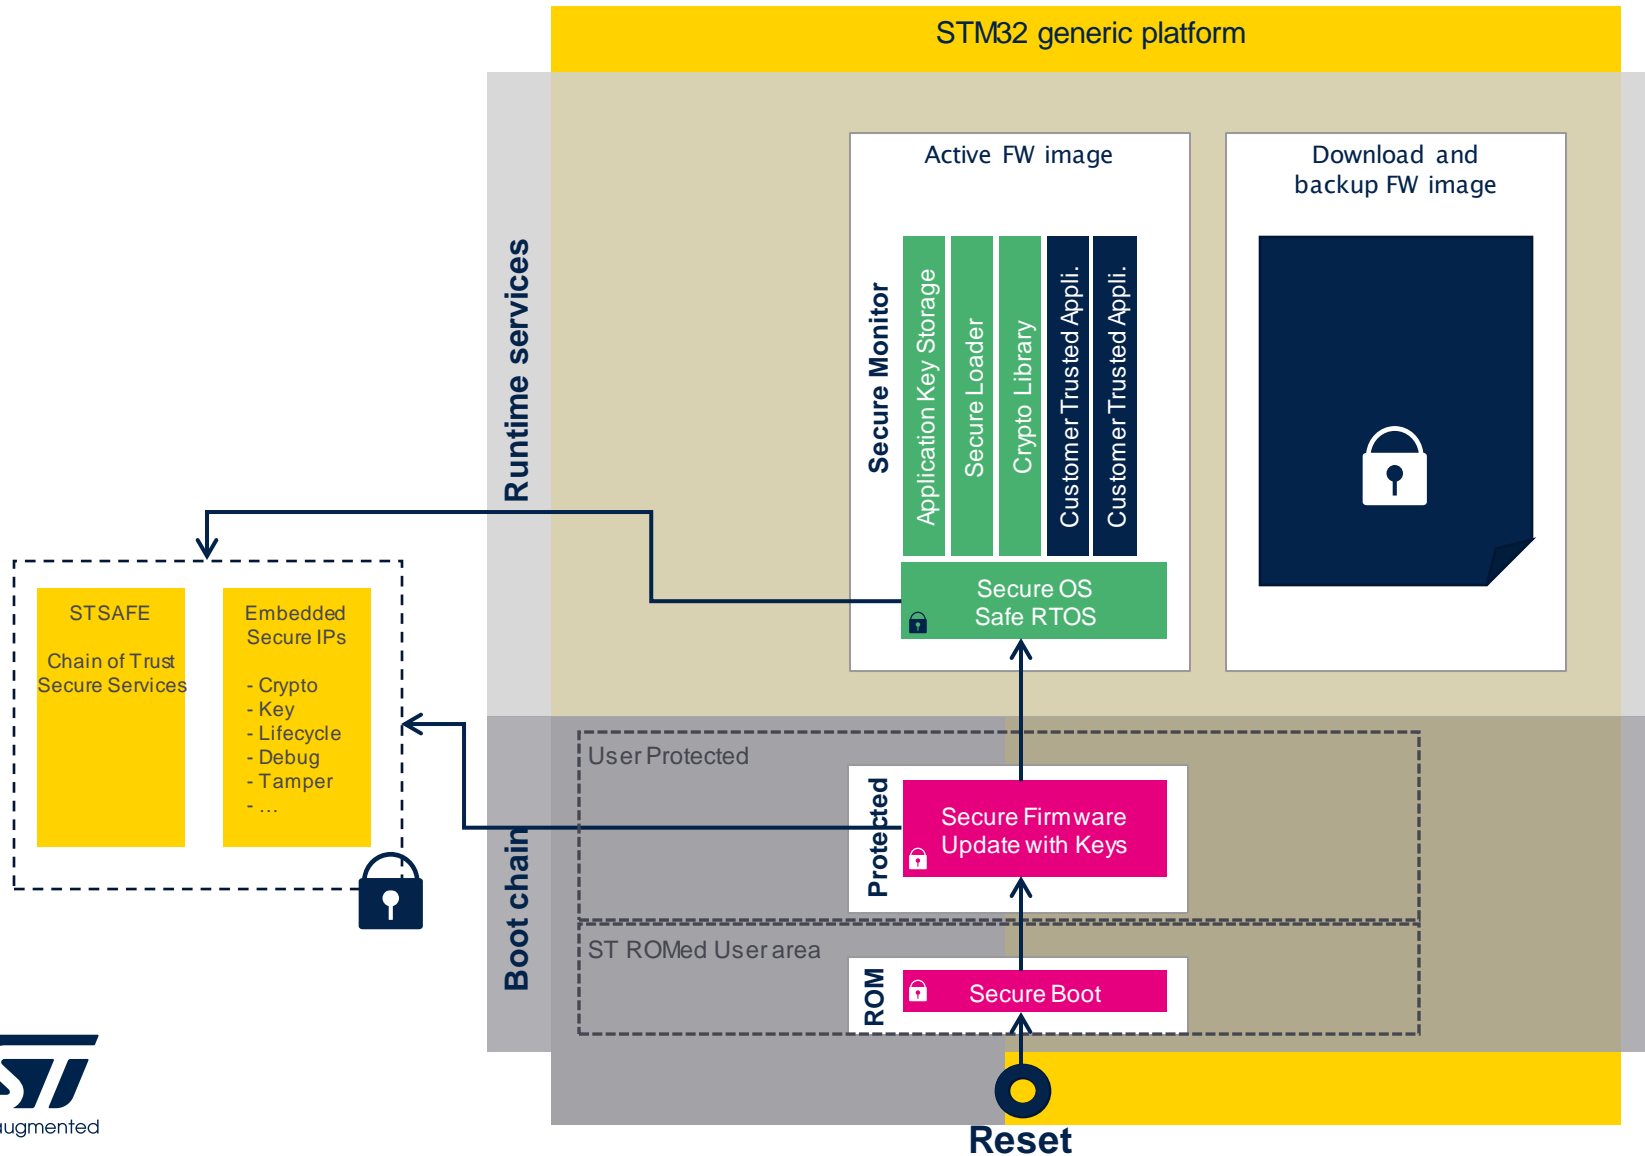 STM32 generic platform
Active FW image
Download and
backup FW image
Runtime services
Secure Monitor
Application Key Storage
Secure Loader
Crypto Library
Customer Trusted Appli.
Customer Trusted Appli.
Secure OS
Safe RTOS
STSAFE
Chain of Trust
Secure Services
Embedded
Secure IPs
- Crypto
- Key
- Lifecycle
- Debug
- Tamper
- ...
Boot chain
User Protected
Protected
Secure Firmware
Update with Keys
ST ROMed User area
ROM
Secure Boot
Reset
ST
augmented